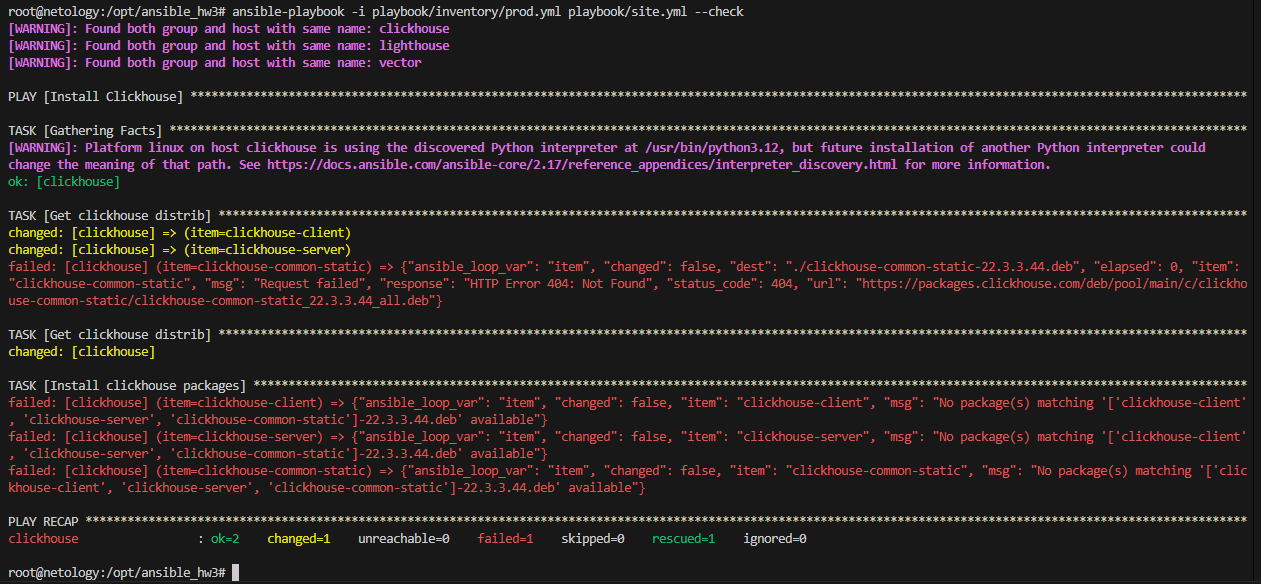 root@netology:/opt/ansible_hw3# ansible-playbook -i playbook/inventory/prod.yml playbook/site.yml --check
[WARNING]: Found both group and host with same name: clickhouse
[WARNING]: Found both group and host with same name: lighthouse
[WARNING]: Found both group and host with same name: vector
PLAY [Install Clickhouse] ****************************************************************************************************************************************************
TASK [Gathering Facts] *******************************************************************************************************************************************************
[WARNING]: Platform linux on host clickhouse is using the discovered Python interpreter at /usr/bin/python3.12, but future installation of another Python interpreter could
change the meaning of that path. See https://docs.ansible.com/ansible-core/2.17/reference_appendices/interpreter_discovery.html for more information.
ok: [clickhouse]
TASK [Get clickhouse distrib] ************************************************************************************************************************************************
changed: [clickhouse] => (item=clickhouse-client)
changed: [clickhouse] => (item=clickhouse-server)
failed: [clickhouse] (item=clickhouse-common-static) => {"ansible_loop_var": "item", "changed": false, "dest": "./clickhouse-common-static-22.3.3.44.deb", "elapsed": 0, "item":
"clickhouse-common-static", "msg": "Request failed", "response": "HTTP Error 404: Not Found", "status_code": 404, "url": "https://packages.clickhouse.com/deb/pool/main/c/clickho
use-common-static/clickhouse-common-static_22.3.3.44_all.deb"}
TASK [Get clickhouse distrib] ************************************************************************************************************************************************
changed: [clickhouse]
TASK [Install clickhouse packages] *******************************************************************************************************************************************
failed: [clickhouse] (item=clickhouse-client) => {"ansible_loop_var": "item", "changed": false, "item": "clickhouse-client", "msg": "No package(s) matching '['clickhouse-client'
, 'clickhouse-server', 'clickhouse-common-static']-22.3.3.44.deb' available"}
failed: [clickhouse] (item=clickhouse-server) => {"ansible_loop_var": "item", "changed": false, "item": "clickhouse-server", "msg": "No package(s) matching '['clickhouse-client'
, 'clickhouse-server', 'clickhouse-common-static']-22.3.3.44.deb' available"}
failed: [clickhouse] (item=clickhouse-common-static) => {"ansible_loop_var": "item", "changed": false, "item": "clickhouse-common-static", "msg": "No package(s) matching '['clic
khouse-client', 'clickhouse-server', 'clickhouse-common-static']-22.3.3.44.deb' available"}
PLAY RECAP *******************************************************************************************************************************************************************
clickhouse                 : ok=2    changed=1    unreachable=0    failed=1    skipped=0    rescued=1    ignored=0
root@netology:/opt/ansible_hw3#